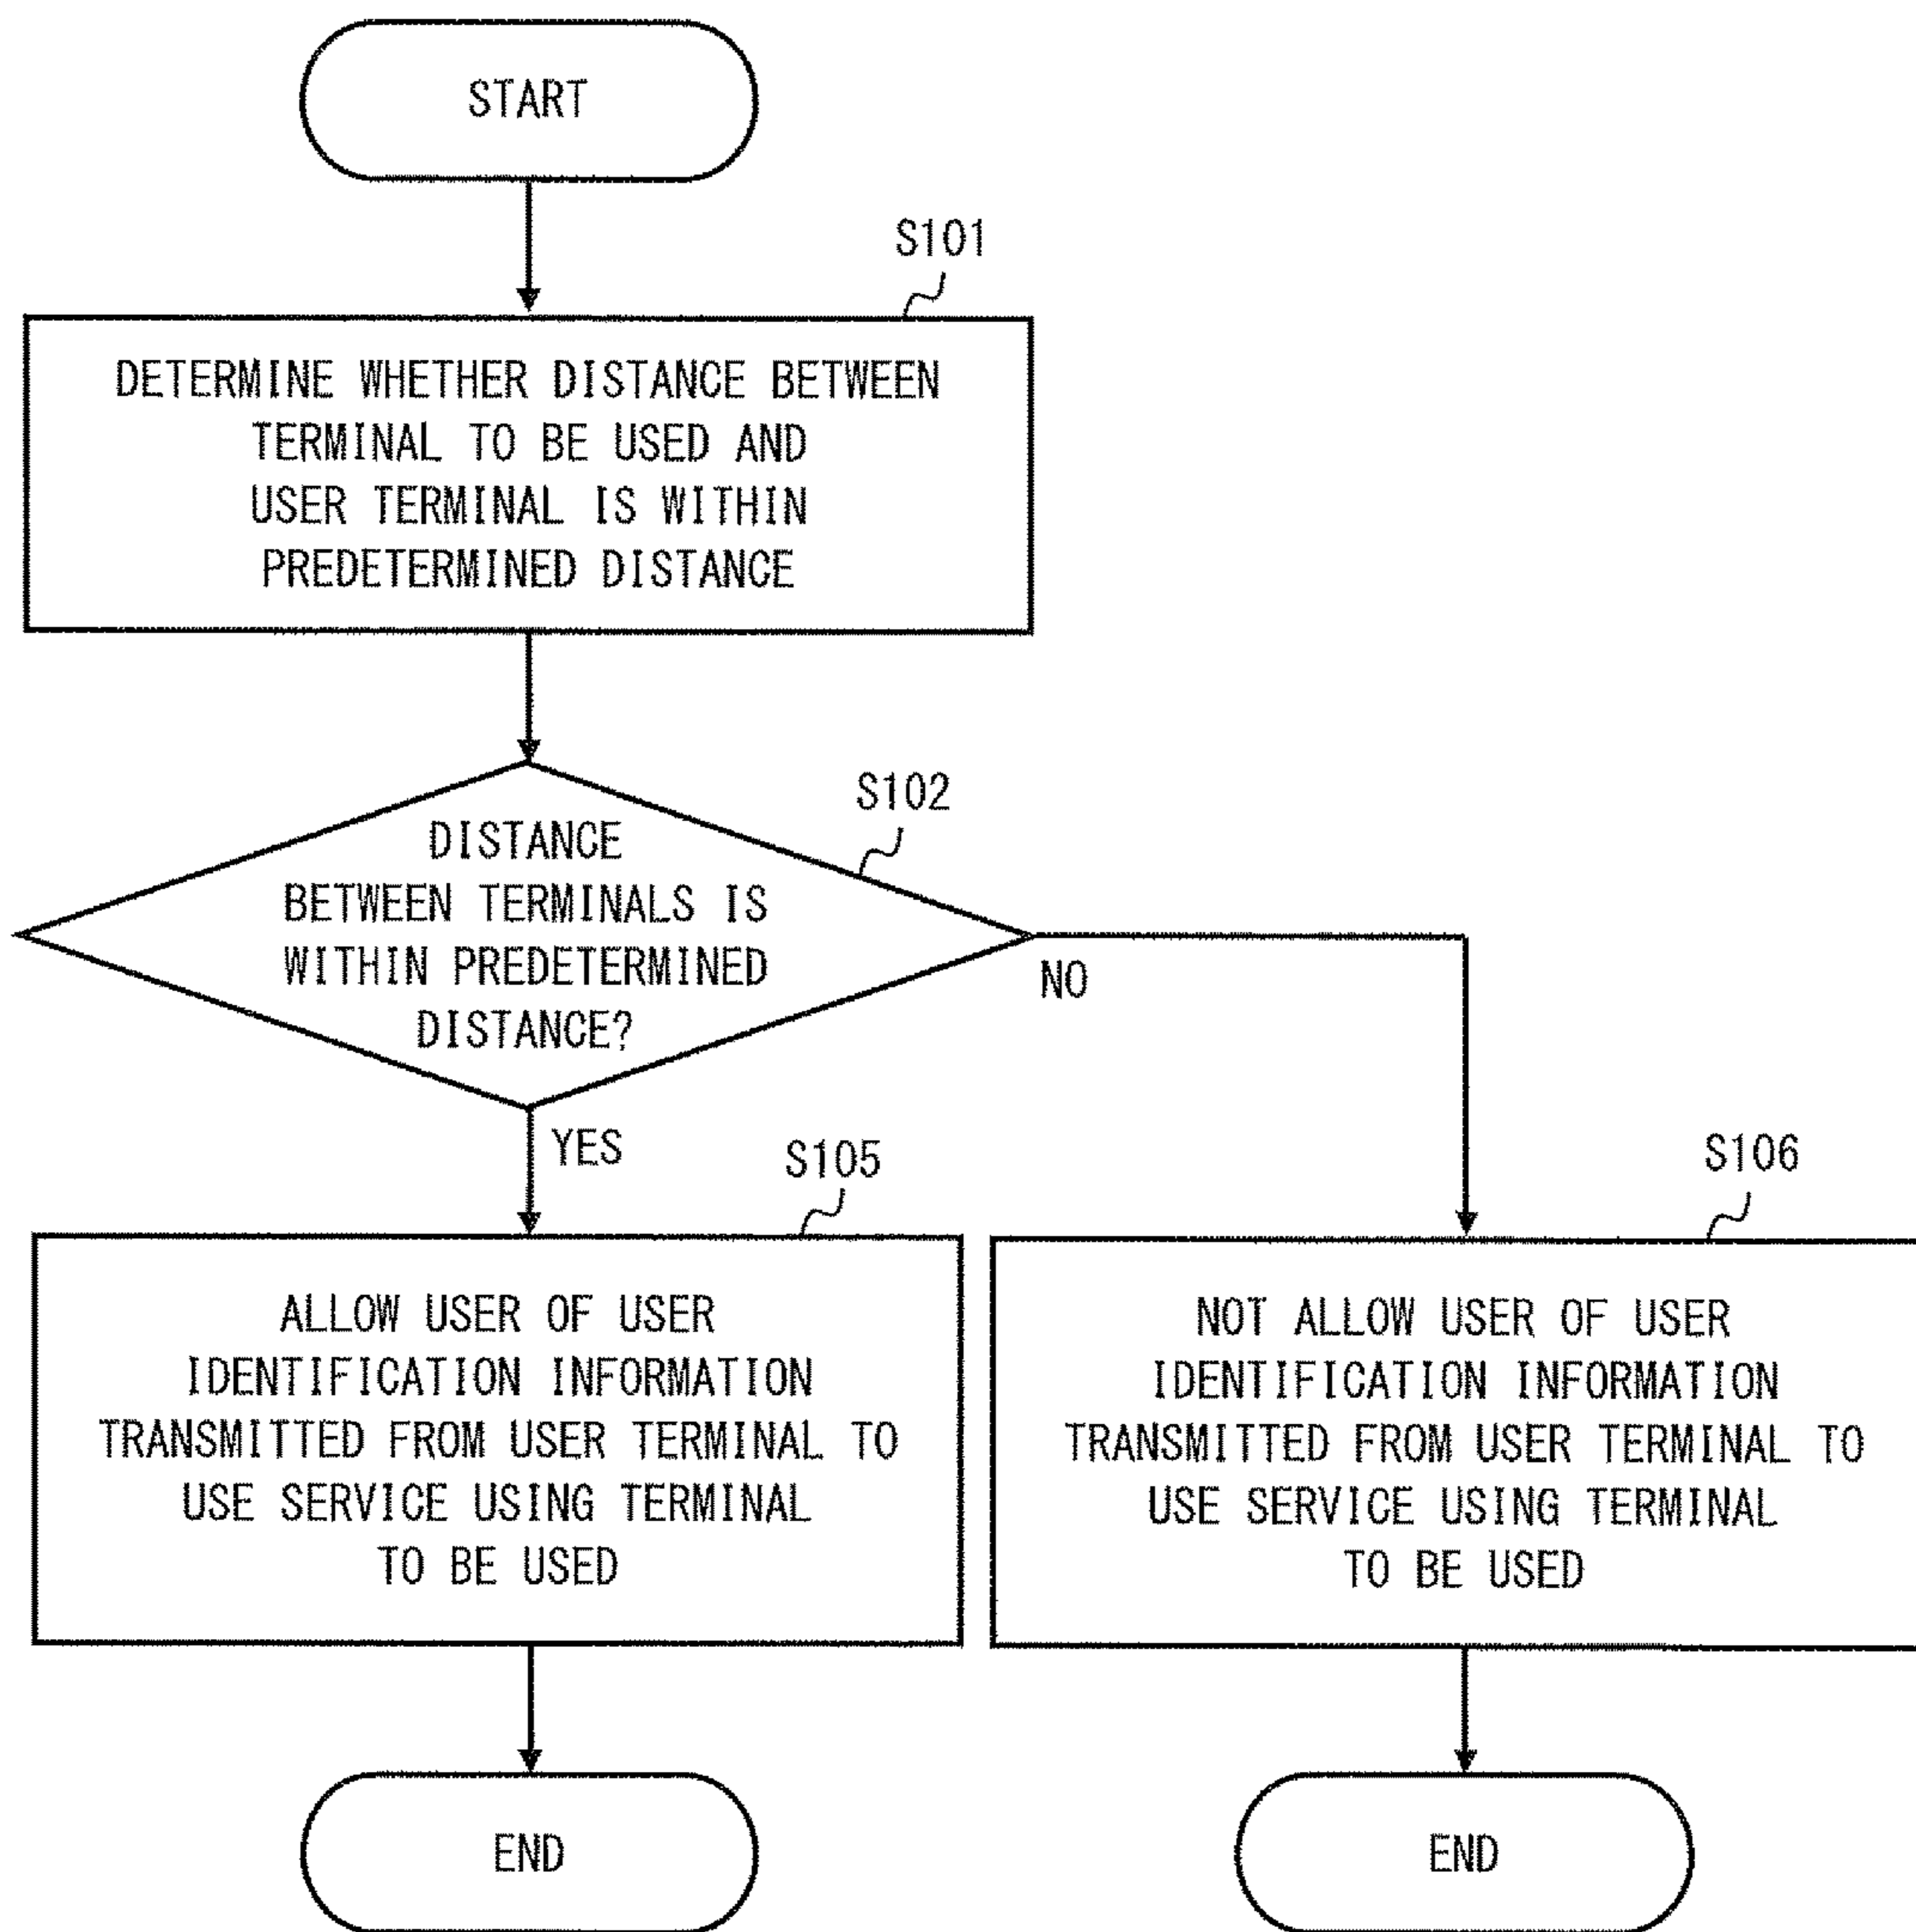 START
S101
DETERMINE WHETHER DISTANCE BETWEEN
TERMINAL TO BE USED AND
USER TERMINAL IS WITHIN
PREDETERMINED DISTANCE
S102
DISTANCE
BETWEEN TERMINALS IS
WITHIN PREDETERMINED
DISTANCE?
NO
YES
S105
ALLOW USER OF USER
IDENTIFICATION INFORMATION
TRANSMITTED FROM USER TERMINAL TO
USE SERVICE USING TERMINAL
TO BE USED
S106
NOT ALLOW USER OF USER
IDENTIFICATION INFORMATION
TRANSMITTED FROM USER TERMINAL TO
USE SERVICE USING TERMINAL
TO BE USED
END
END